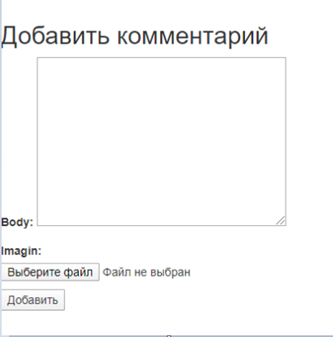 Добавить комментарий
Body:
Imagin:
Выберите файл Файл не выбран
Добавить